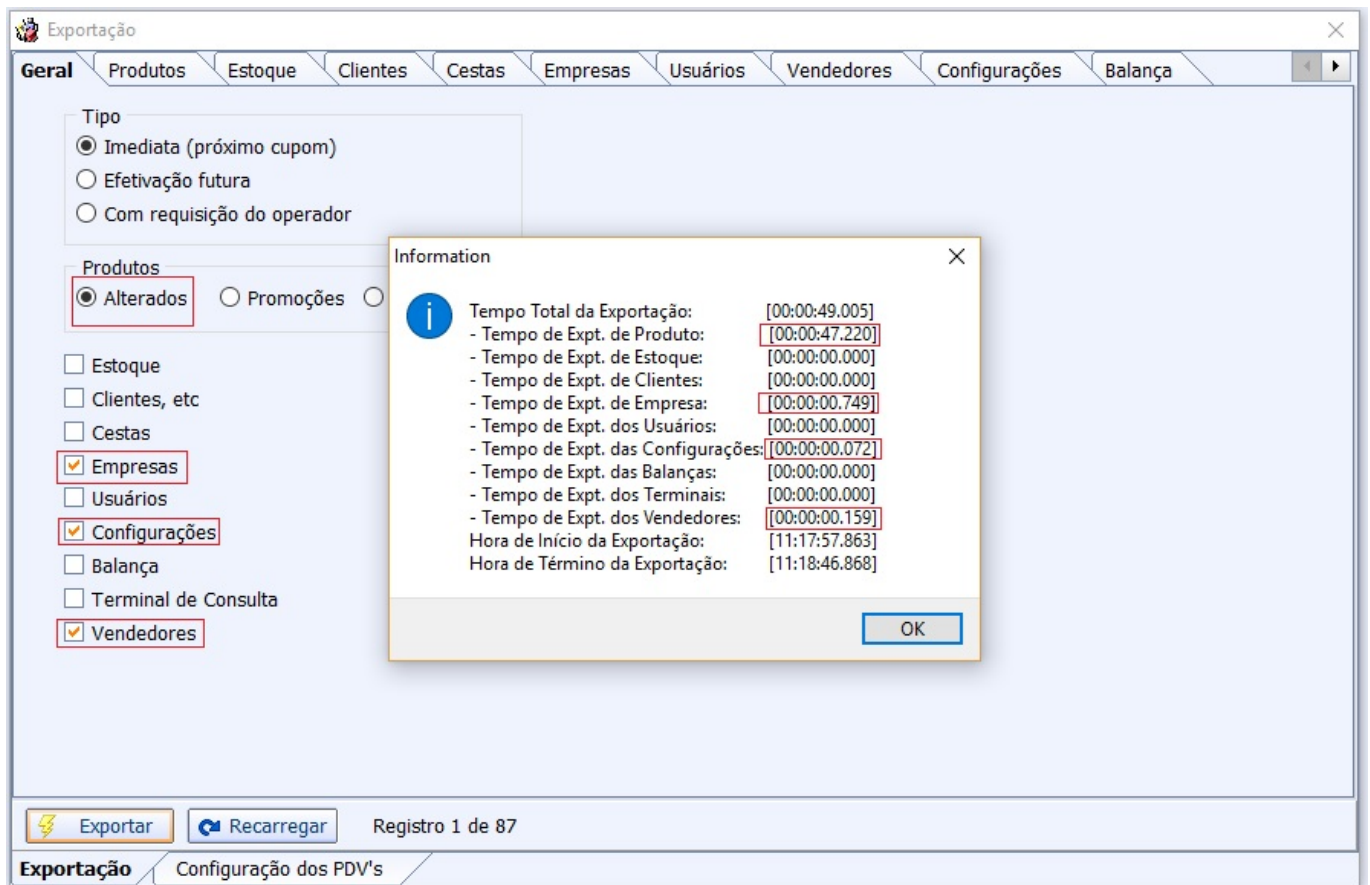 Exportação
Geral Produtos Estoque Clientes Cestas Empresas Usuários Vendedores Configurações Balança
Tipo
Imediata (próximo cupom)
Efetivação futura
Com requisição do operador
Produtos
Alterados Promoções
Estoque
Clientes, etc
Cestas
Empresas
Usuários
Configurações
Balança
Terminal de Consulta
Vendedores
Information
Tempo Total da Exportação: [00:00:49.005]
- Tempo de Expt. de Produto: [00:00:47.220]
- Tempo de Expt. de Estoque: [00:00:00.000]
- Tempo de Expt. de Clientes: [00:00:00.000]
- Tempo de Expt. de Empresa: [00:00:00.749]
- Tempo de Expt. dos Usuários: [00:00:00.000]
- Tempo de Expt. das Configurações: [00:00:00.072]
- Tempo de Expt. das Balanças: [00:00:00.000]
- Tempo de Expt. dos Terminais: [00:00:00.000]
- Tempo de Expt. dos Vendedores: [00:00:00.159]
Hora de Início da Exportação: [11:17:57.863]
Hora de Término da Exportação: [11:18:46.868]
OK
Exportar Recarregar Registro 1 de 87
Exportação Configuração dos PDV's